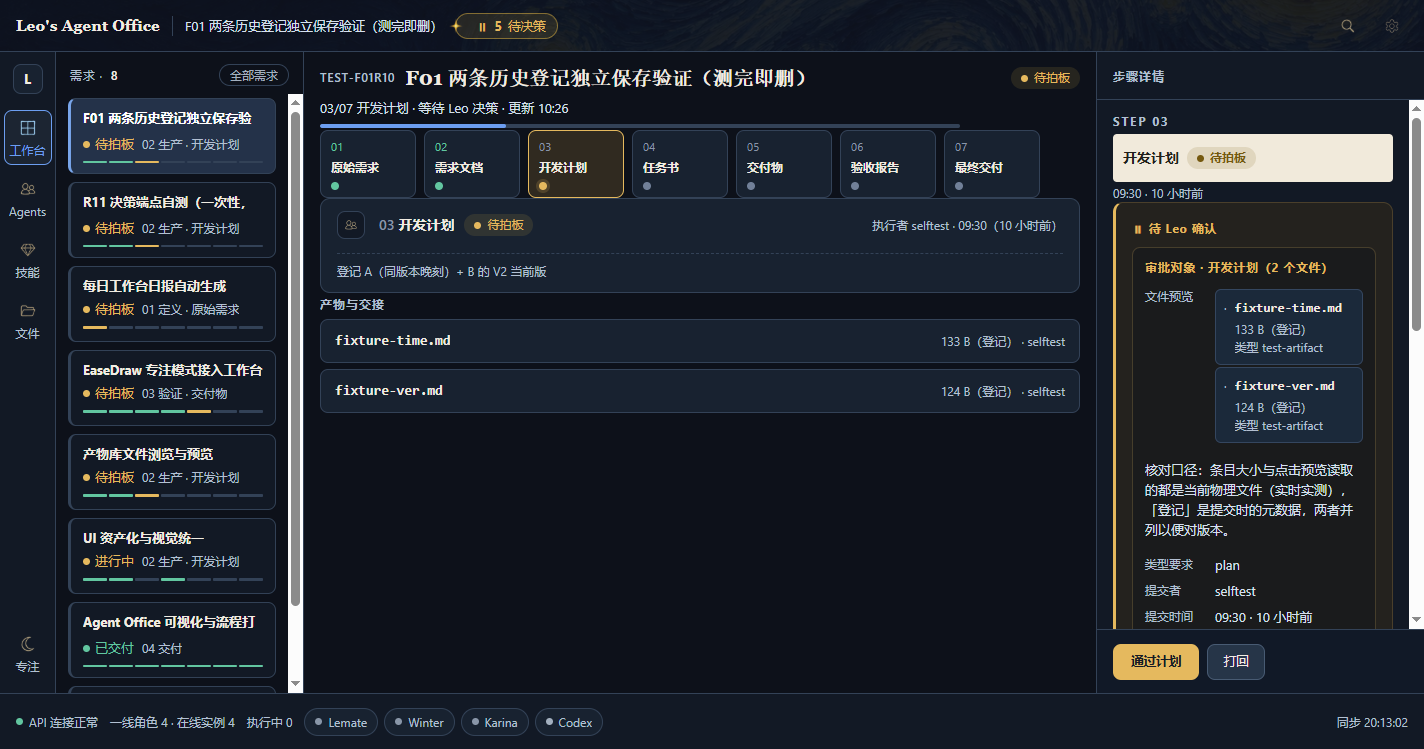 Leo's Agent Office
F01 两条历史登记独立保存验证（测完即删）
5 待决策
L
工作台
Agents
技能
文件
专注
需求 · 8
全部需求
F01 两条历史登记独立保存验
待拍板 02 生产 · 开发计划
R11 决策端点自测（一次性，
待拍板 02 生产 · 开发计划
每日工作台日报自动生成
待拍板 01 定义 · 原始需求
EaseDraw 专注模式接入工作台
待拍板 03 验证 · 交付物
产物库文件浏览与预览
待拍板 02 生产 · 开发计划
UI 资产化与视觉统一
进行中 02 生产 · 开发计划
Agent Office 可视化与流程打
已交付 04 交付
TEST-F01R10 F01 两条历史登记独立保存验证（测完即删）
待拍板
03/07 开发计划 · 等待 Leo 决策 · 更新 10:26
01
原始需求
02
需求文档
03
开发计划
04
任务书
05
交付物
06
验收报告
07
最终交付
03 开发计划 待拍板
执行者 selftest · 09:30（10 小时前）
登记 A（同版本晚刻）+ B 的 V2 当前版
产物与交接
fixture-time.md
133 B（登记） · selftest
fixture-ver.md
124 B（登记） · selftest
步骤详情
STEP 03
开发计划 待拍板
09:30 · 10 小时前
待 Leo 确认
审批对象 · 开发计划（2 个文件）
文件预览
· fixture-time.md
133 B（登记）
类型 test-artifact
· fixture-ver.md
124 B（登记）
类型 test-artifact
核对口径：条目大小与点击预览读取
的都是当前物理文件（实时实测），
「登记」是提交时的元数据，两者并
列以便对版本。
类型要求 plan
提交者 selftest
提交时间 09:30 · 10 小时前
通过计划
打回
API 连接正常 一线角色 4 · 在线实例 4 执行中 0
Lemate
Winter
Karina
Codex
同步 20:13:02